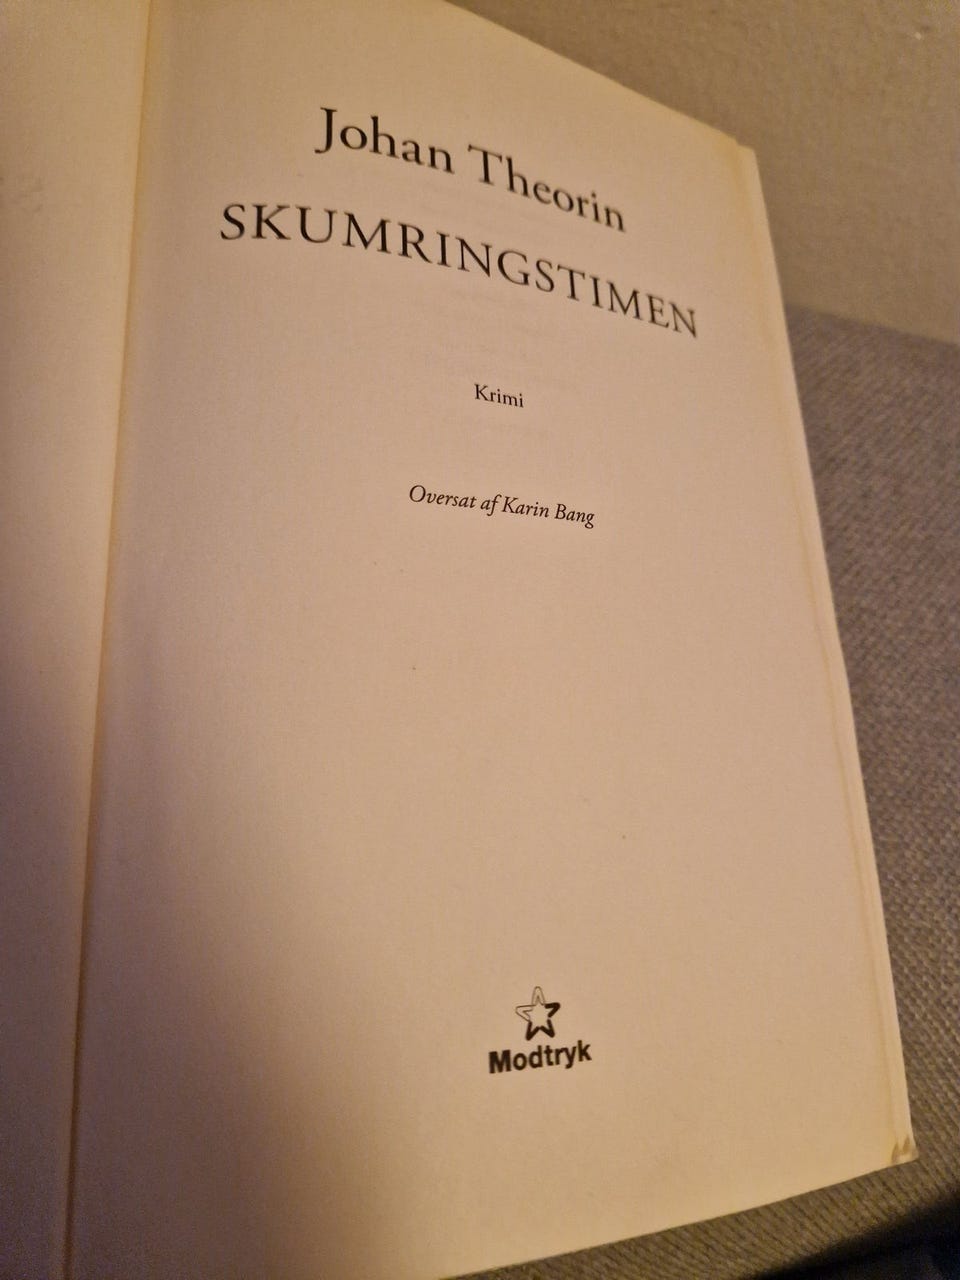 Johan Theorin
SKUMRINGSTIMEN
Krimi
Oversat af Karin Bang
Modtryk